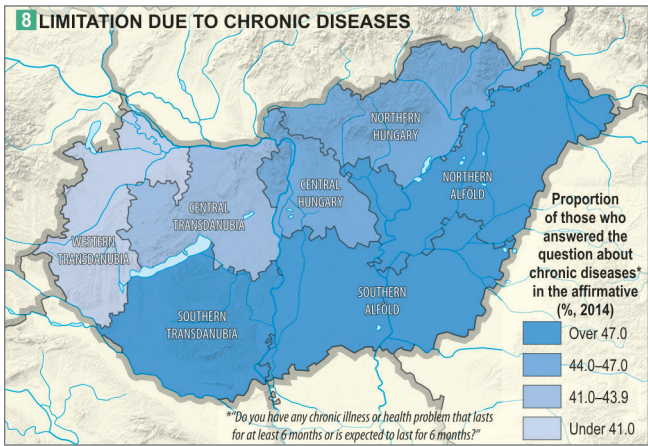 8 LIMITATION DUE TO CHRONIC DISEASES
NORTHERN
HUNGARY
NORTHERN
ALFÖLD
CENTRAL
HUNGARY
CENTRAL
TRANSDANUBIA
WESTERN
TRANSDANUBIA
SOUTHERN
TRANSDANUBIA
SOUTHERN
ALFÖLD
Proportion
of those who
answered the
question about
chronic diseases*
in the affirmative
(%, 2014)
Over 47.0
44.0–47.0
41.0–43.9
Under 41.0
*"Do you have any chronic illness or health problem that lasts
for at least 6 months or is expected to last for 6 months?"